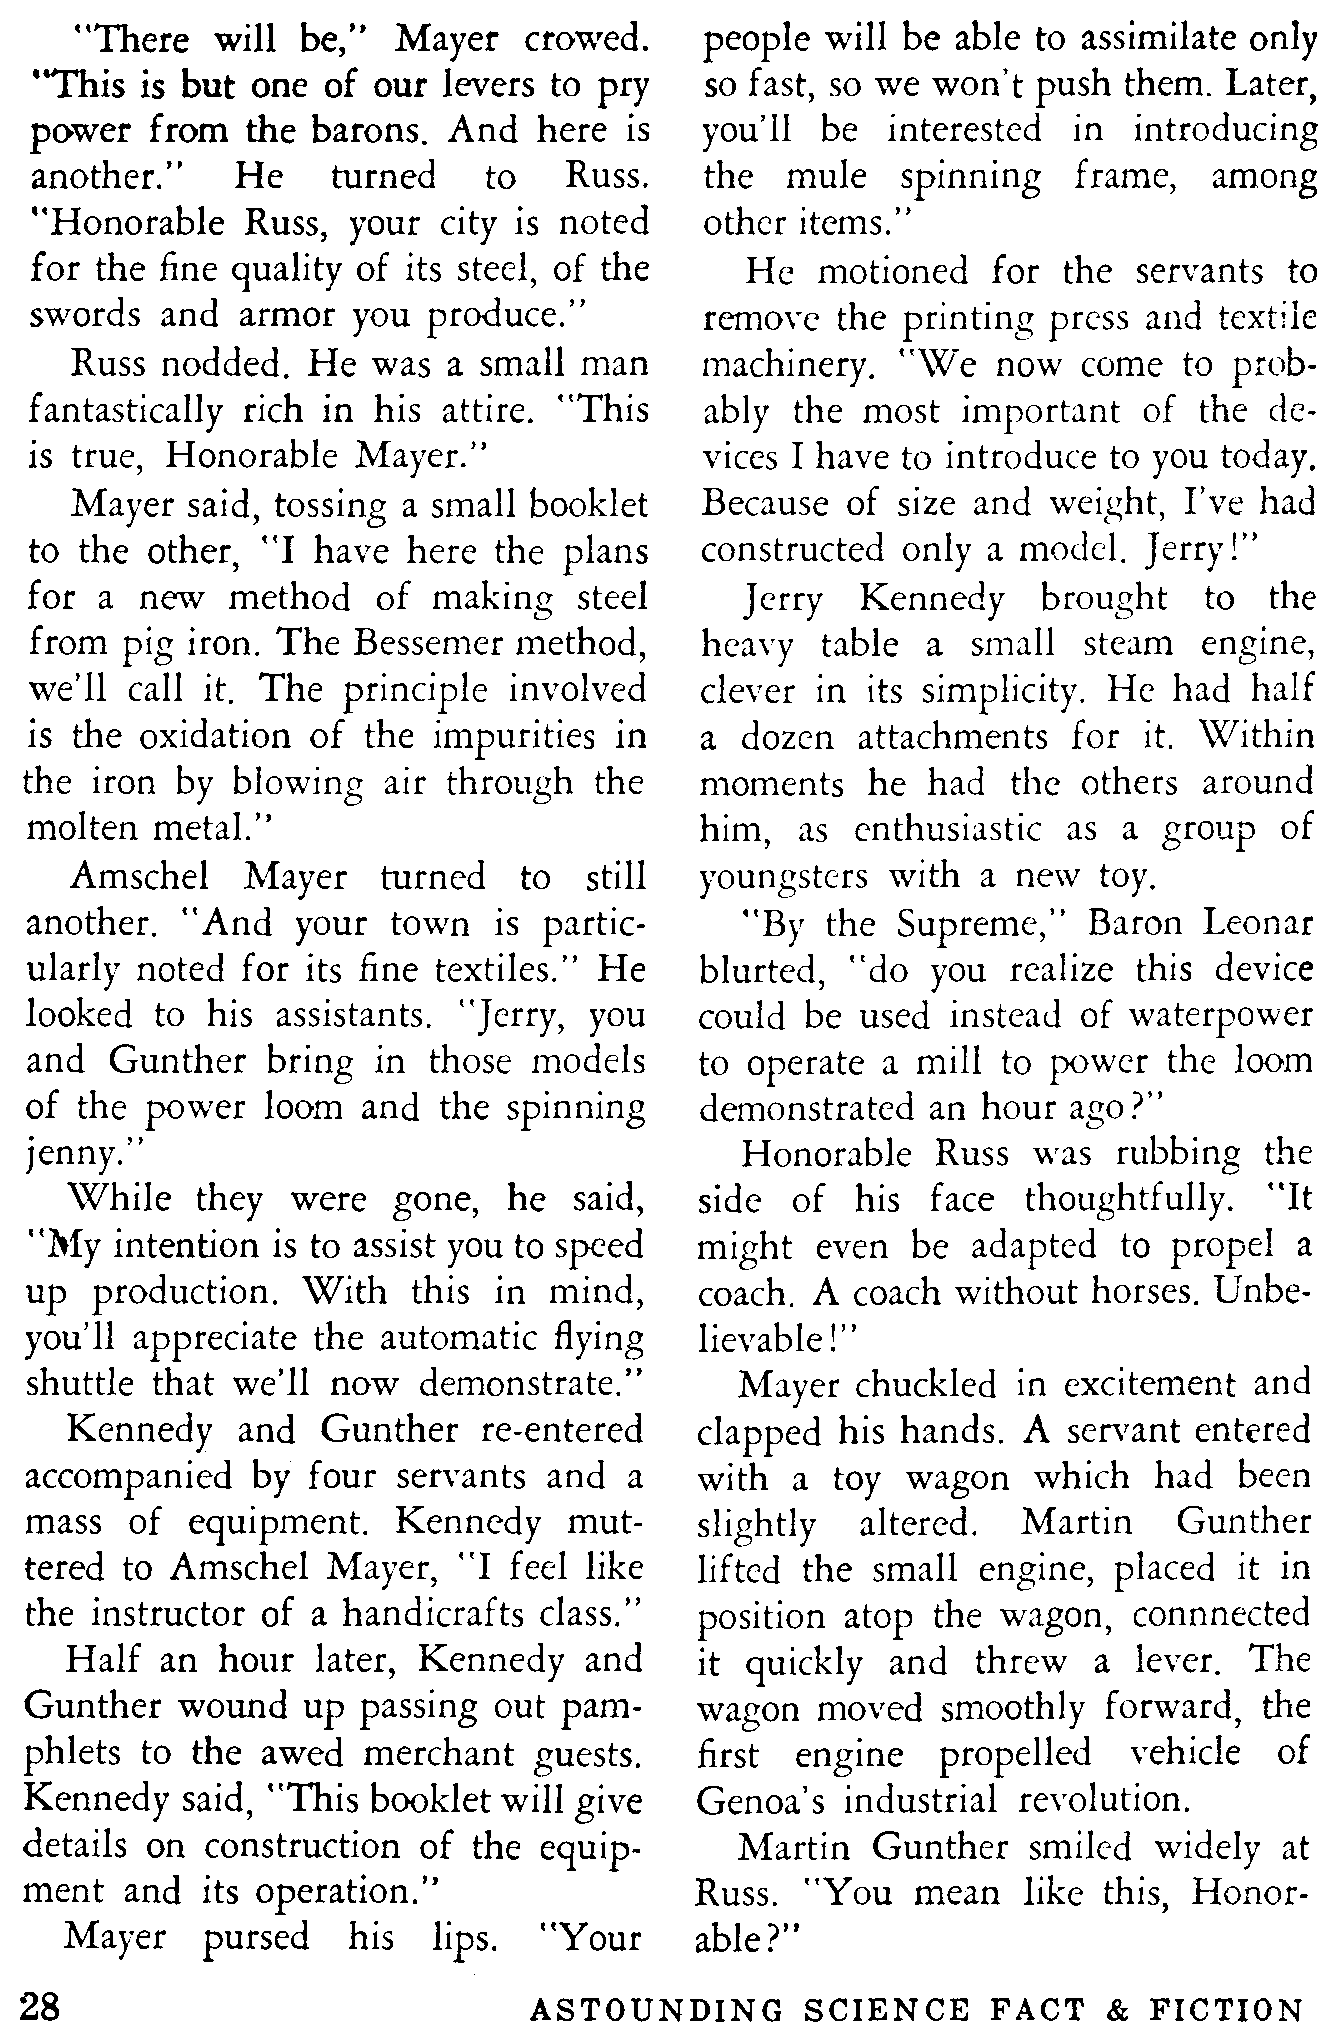 "There will be," Mayer crowed.
"This is but one of our levers to pry
power from the barons. And here is
another." He turned to Russ.
"Honorable Russ, your city is noted
for the fine quality of its steel, of the
swords and armor you produce."
Russ nodded. He was a small man
fantastically rich in his attire. "This
is true, Honorable Mayer."
Mayer said, tossing a small booklet
to the other, "I have here the plans
for a new method of making steel
from pig iron. The Bessemer method,
we'll call it. The principle involved
is the oxidation of the impurities in
the iron by blowing air through the
molten metal."
Amschel Mayer turned to still
another. "And your town is partic-
ularly noted for its fine textiles." He
looked to his assistants. "Jerry, you
and Gunther bring in those models
of the power loom and the spinning
jenny."
While they were gone, he said,
"My intention is to assist you to speed
up production. With this in mind,
you'll appreciate the automatic flying
shuttle that we'll now demonstrate."
Kennedy and Gunther re-entered
accompanied by four servants and a
mass of equipment. Kennedy mut-
tered to Amschel Mayer, "I feel like
the instructor of a handicrafts class."
Half an hour later, Kennedy and
Gunther wound up passing out pam-
phlets to the awed merchant guests.
Kennedy said, "This booklet will give
details on construction of the equip-
ment and its operation."
Mayer pursed his lips. "Your
people will be able to assimilate only
so fast, so we won't push them. Later,
you'll be interested in introducing
the mule spinning frame, among
other items."
He motioned for the servants to
remove the printing press and textile
machinery. "We now come to prob-
ably the most important of the de-
vices I have to introduce to you today.
Because of size and weight, I've had
constructed only a model. Jerry!"
Jerry Kennedy brought to the
heavy table a small steam engine,
clever in its simplicity. He had half
a dozen attachments for it. Within
moments he had the others around
him, as enthusiastic as a group of
youngsters with a new toy.
"By the Supreme," Baron Leonar
blurted, "do you realize this device
could be used instead of waterpower
to operate a mill to power the loom
demonstrated an hour ago?"
Honorable Russ was rubbing the
side of his face thoughtfully. "It
might even be adapted to propel a
coach. A coach without horses. Unbe-
lievable!"
Mayer chuckled in excitement and
clapped his hands. A servant entered
with a toy wagon which had been
slightly altered. Martin Gunther
lifted the small engine, placed it in
position atop the wagon, connnected
it quickly and threw a lever. The
wagon moved smoothly forward, the
first engine propelled vehicle of
Genoa's industrial revolution.
Martin Gunther smiled widely at
Russ. "You mean like this, Honor-
able?"
28 ASTOUNDING SCIENCE FACT & FICTION